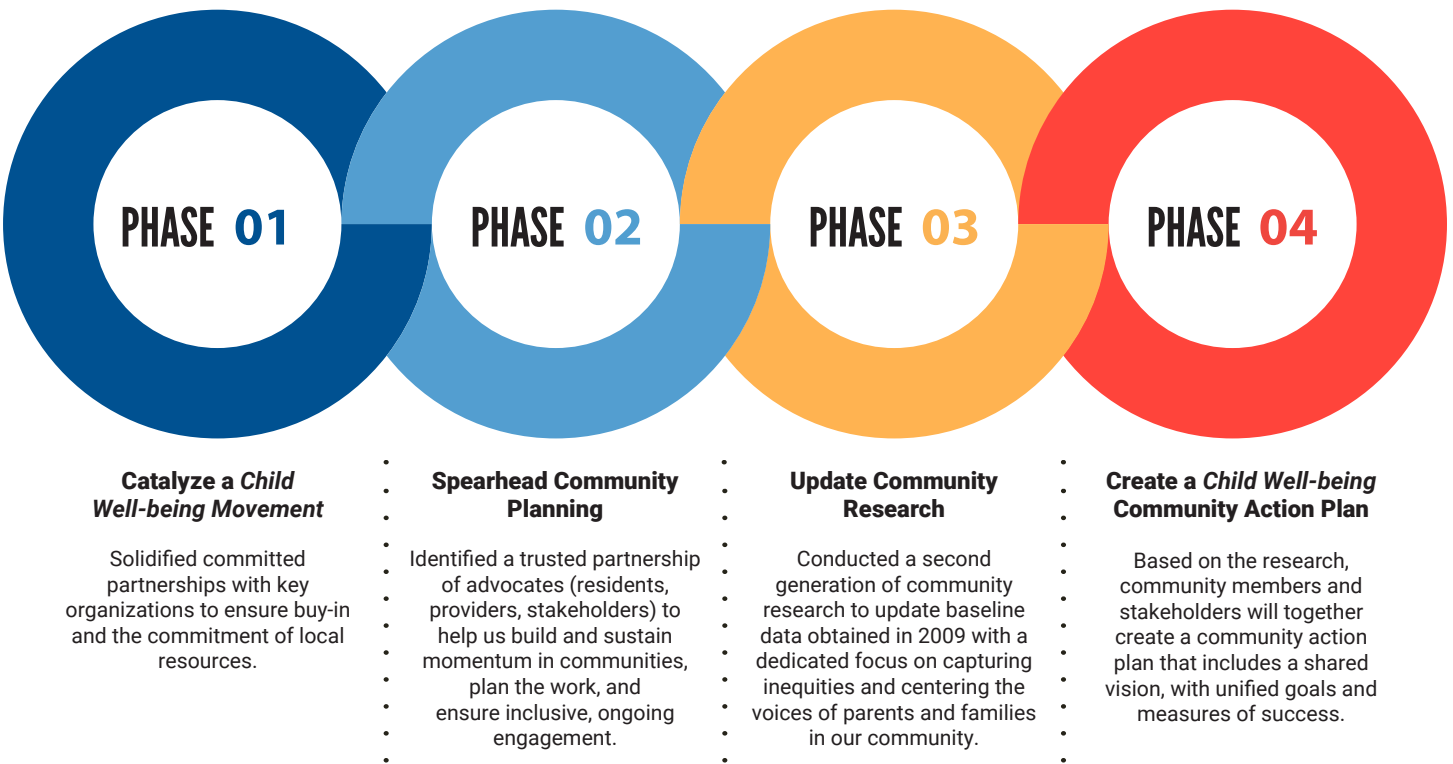 PHASE 01
PHASE 02
PHASE 03
PHASE 04
Catalyze a Child
Well-being Movement
Solidified committed
partnerships with key
organizations to ensure buy-in
and the commitment of local
resources.
Spearhead Community
Planning
Identified a trusted partnership
of advocates (residents,
providers, stakeholders) to
help us build and sustain
momentum in communities,
plan the work, and
ensure inclusive, ongoing
engagement.
Update Community
Research
Conducted a second
generation of community
research to update baseline
data obtained in 2009 with a
dedicated focus on capturing
inequities and centering the
voices of parents and families
in our community.
Create a Child Well-being
Community Action Plan
Based on the research,
community members and
stakeholders will together
create a community action
plan that includes a shared
vision, with unified goals and
measures of success.